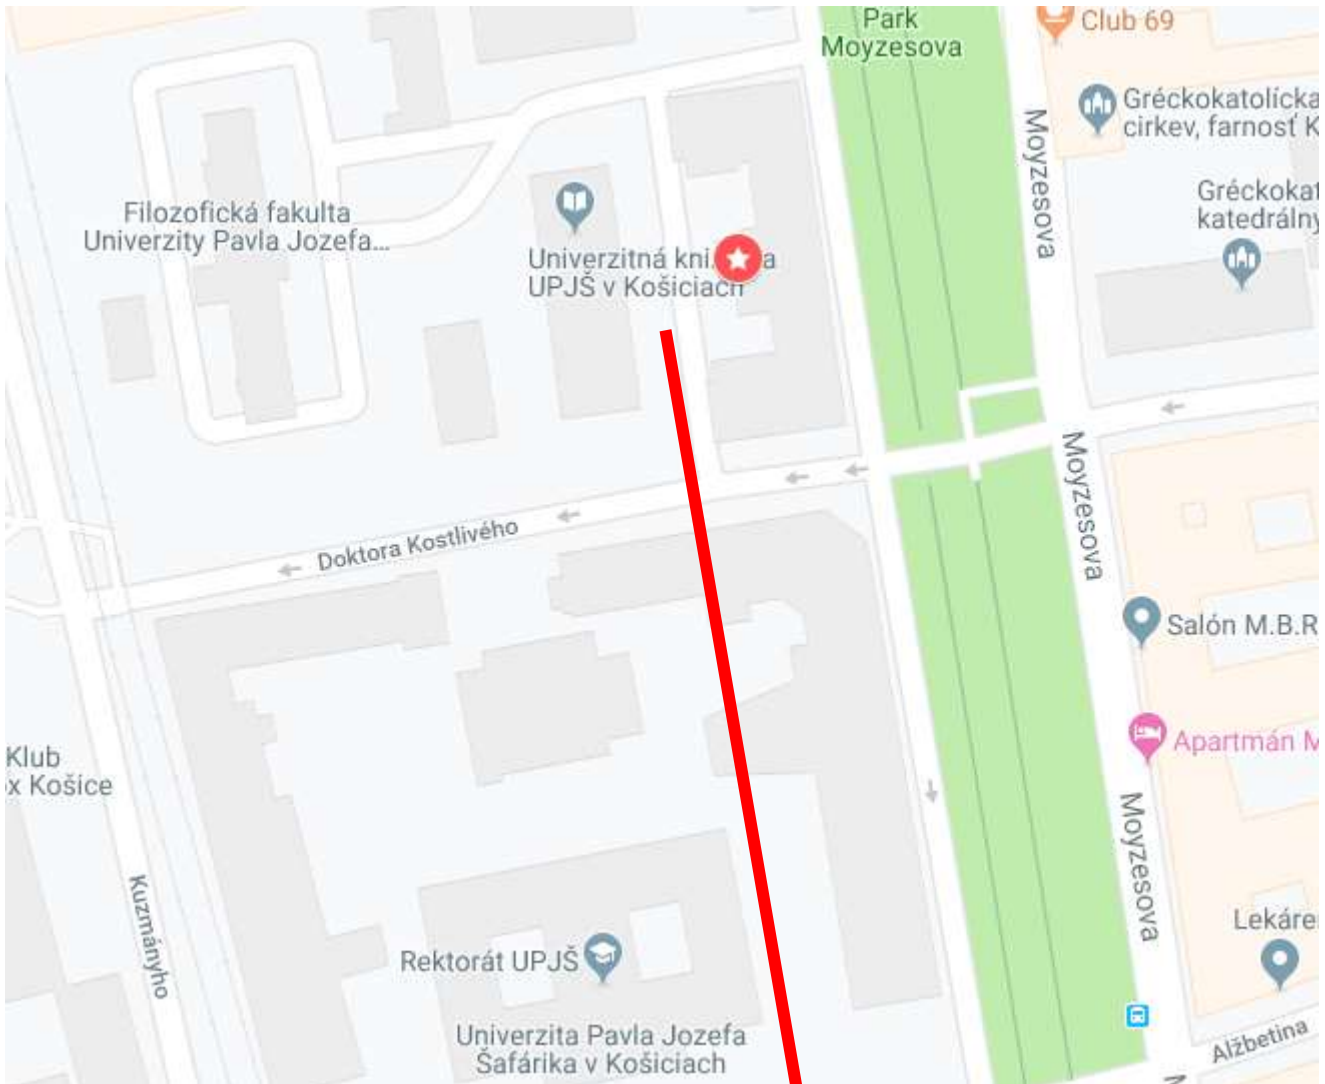 Park
Moyzesova
Club 69
Gréckokatolícka
cirkev, farnosť K
Moyzesova
Gréckokat
katedrálny
Filozofická fakulta
Univerzity Pavla Jozefa...
Univerzitná kni
a
UPJŠ v Košiciach
Moyzesova
Doktora Kostlivého
Salón M.B.R
Apartmán M
Klub
x Košice
Moyzesova
Kuzmányho
Lekáre
Rektorát UPJŠ
Univerzita Pavla Jozefa
Šafárika v Košiciach
Alžbetina